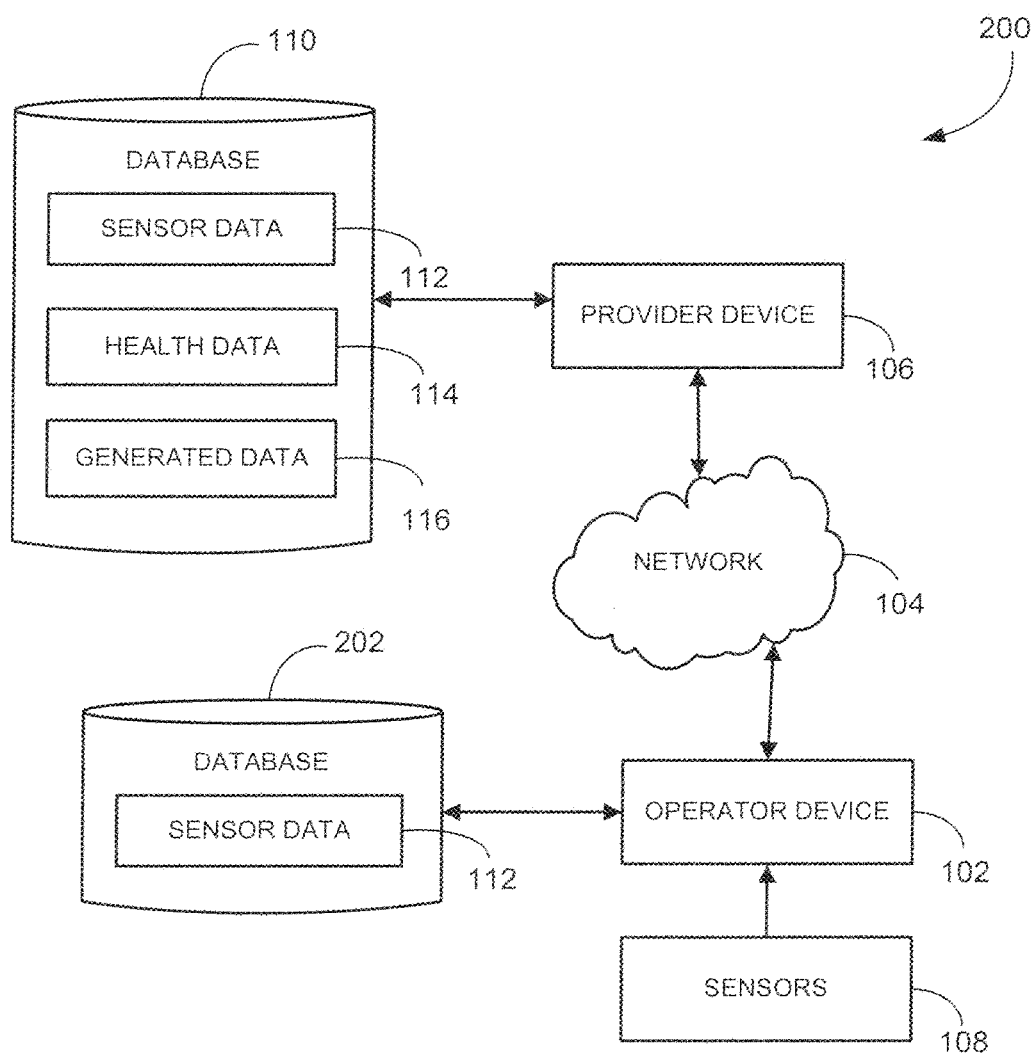 200
110
DATABASE
SENSOR DATA
112
HEALTH DATA
114
GENERATED DATA
116
PROVIDER DEVICE
106
NETWORK
104
202
DATABASE
SENSOR DATA
112
OPERATOR DEVICE
102
SENSORS
108